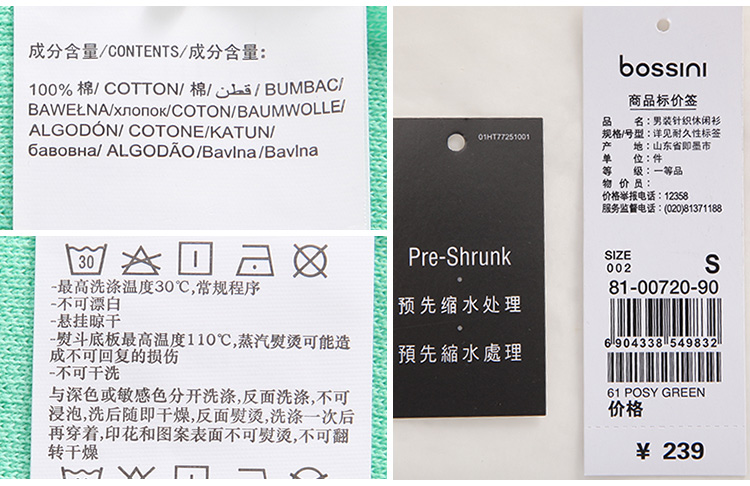 成分含量/CONTENTS/成分含量:
100% 棉/ COTTON/ 棉/ قطن / BUMBAC/
BAWEŁNA/хлопок/COTON/BAUMWOLLE/
ALGODÓN/ COTONE/KATUN/
бавовна/ ALGODÃO/Bavlna/Bavlna
30
-最高洗涤温度30℃,常规程序
-不可漂白
-悬挂晾干
-熨斗底板最高温度110℃,蒸汽熨烫可能造
成不可回复的损伤
-不可干洗
与深色或敏感色分开洗涤,反面洗涤,不可
浸泡,洗后随即干燥,反面熨烫,洗涤一次后
再穿着,印花和图案表面不可熨烫,不可翻
转干燥
01HT77251001
Pre-Shrunk
预先缩水处理
預先縮水處理
bossini
商品标价签
品 名: 男装针织休闲衫
规格/号型: 详见耐久性标签
产 地: 山东省即墨市
单 位: 件
等 级: 一等品
物 价 员:
价格举报电话: 12358
服务监督电话: (020)81371188
SIZE
002 S
81-00720-90
6 904338 549832
61 POSY GREEN
价格
¥ 239